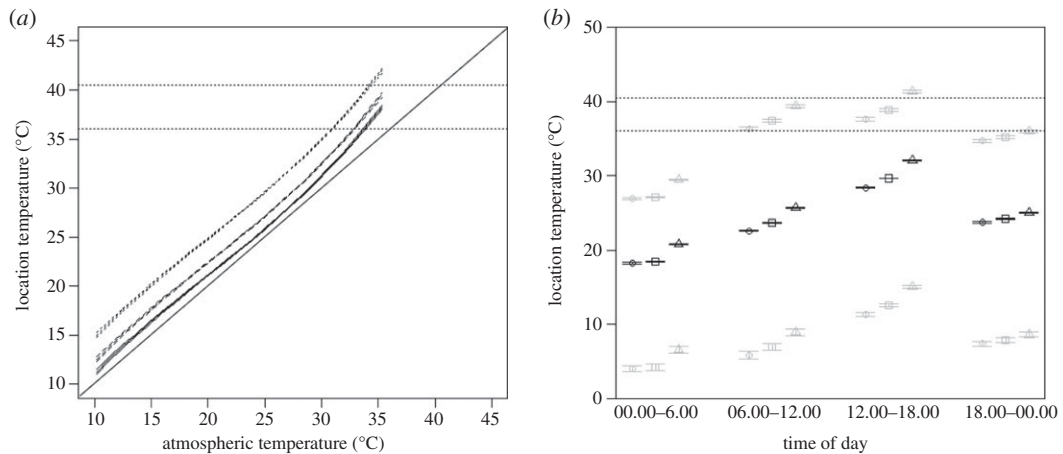 (a)
45
40
35
30
25
20
15
10
location temperature (°C)
10 15 20 25 30 35 40 45
atmospheric temperature (°C)
(b)
50
40
30
20
10
0
location temperature (°C)
00.00–6.00 06.00–12.00 12.00–18.00 18.00–00.00
time of day